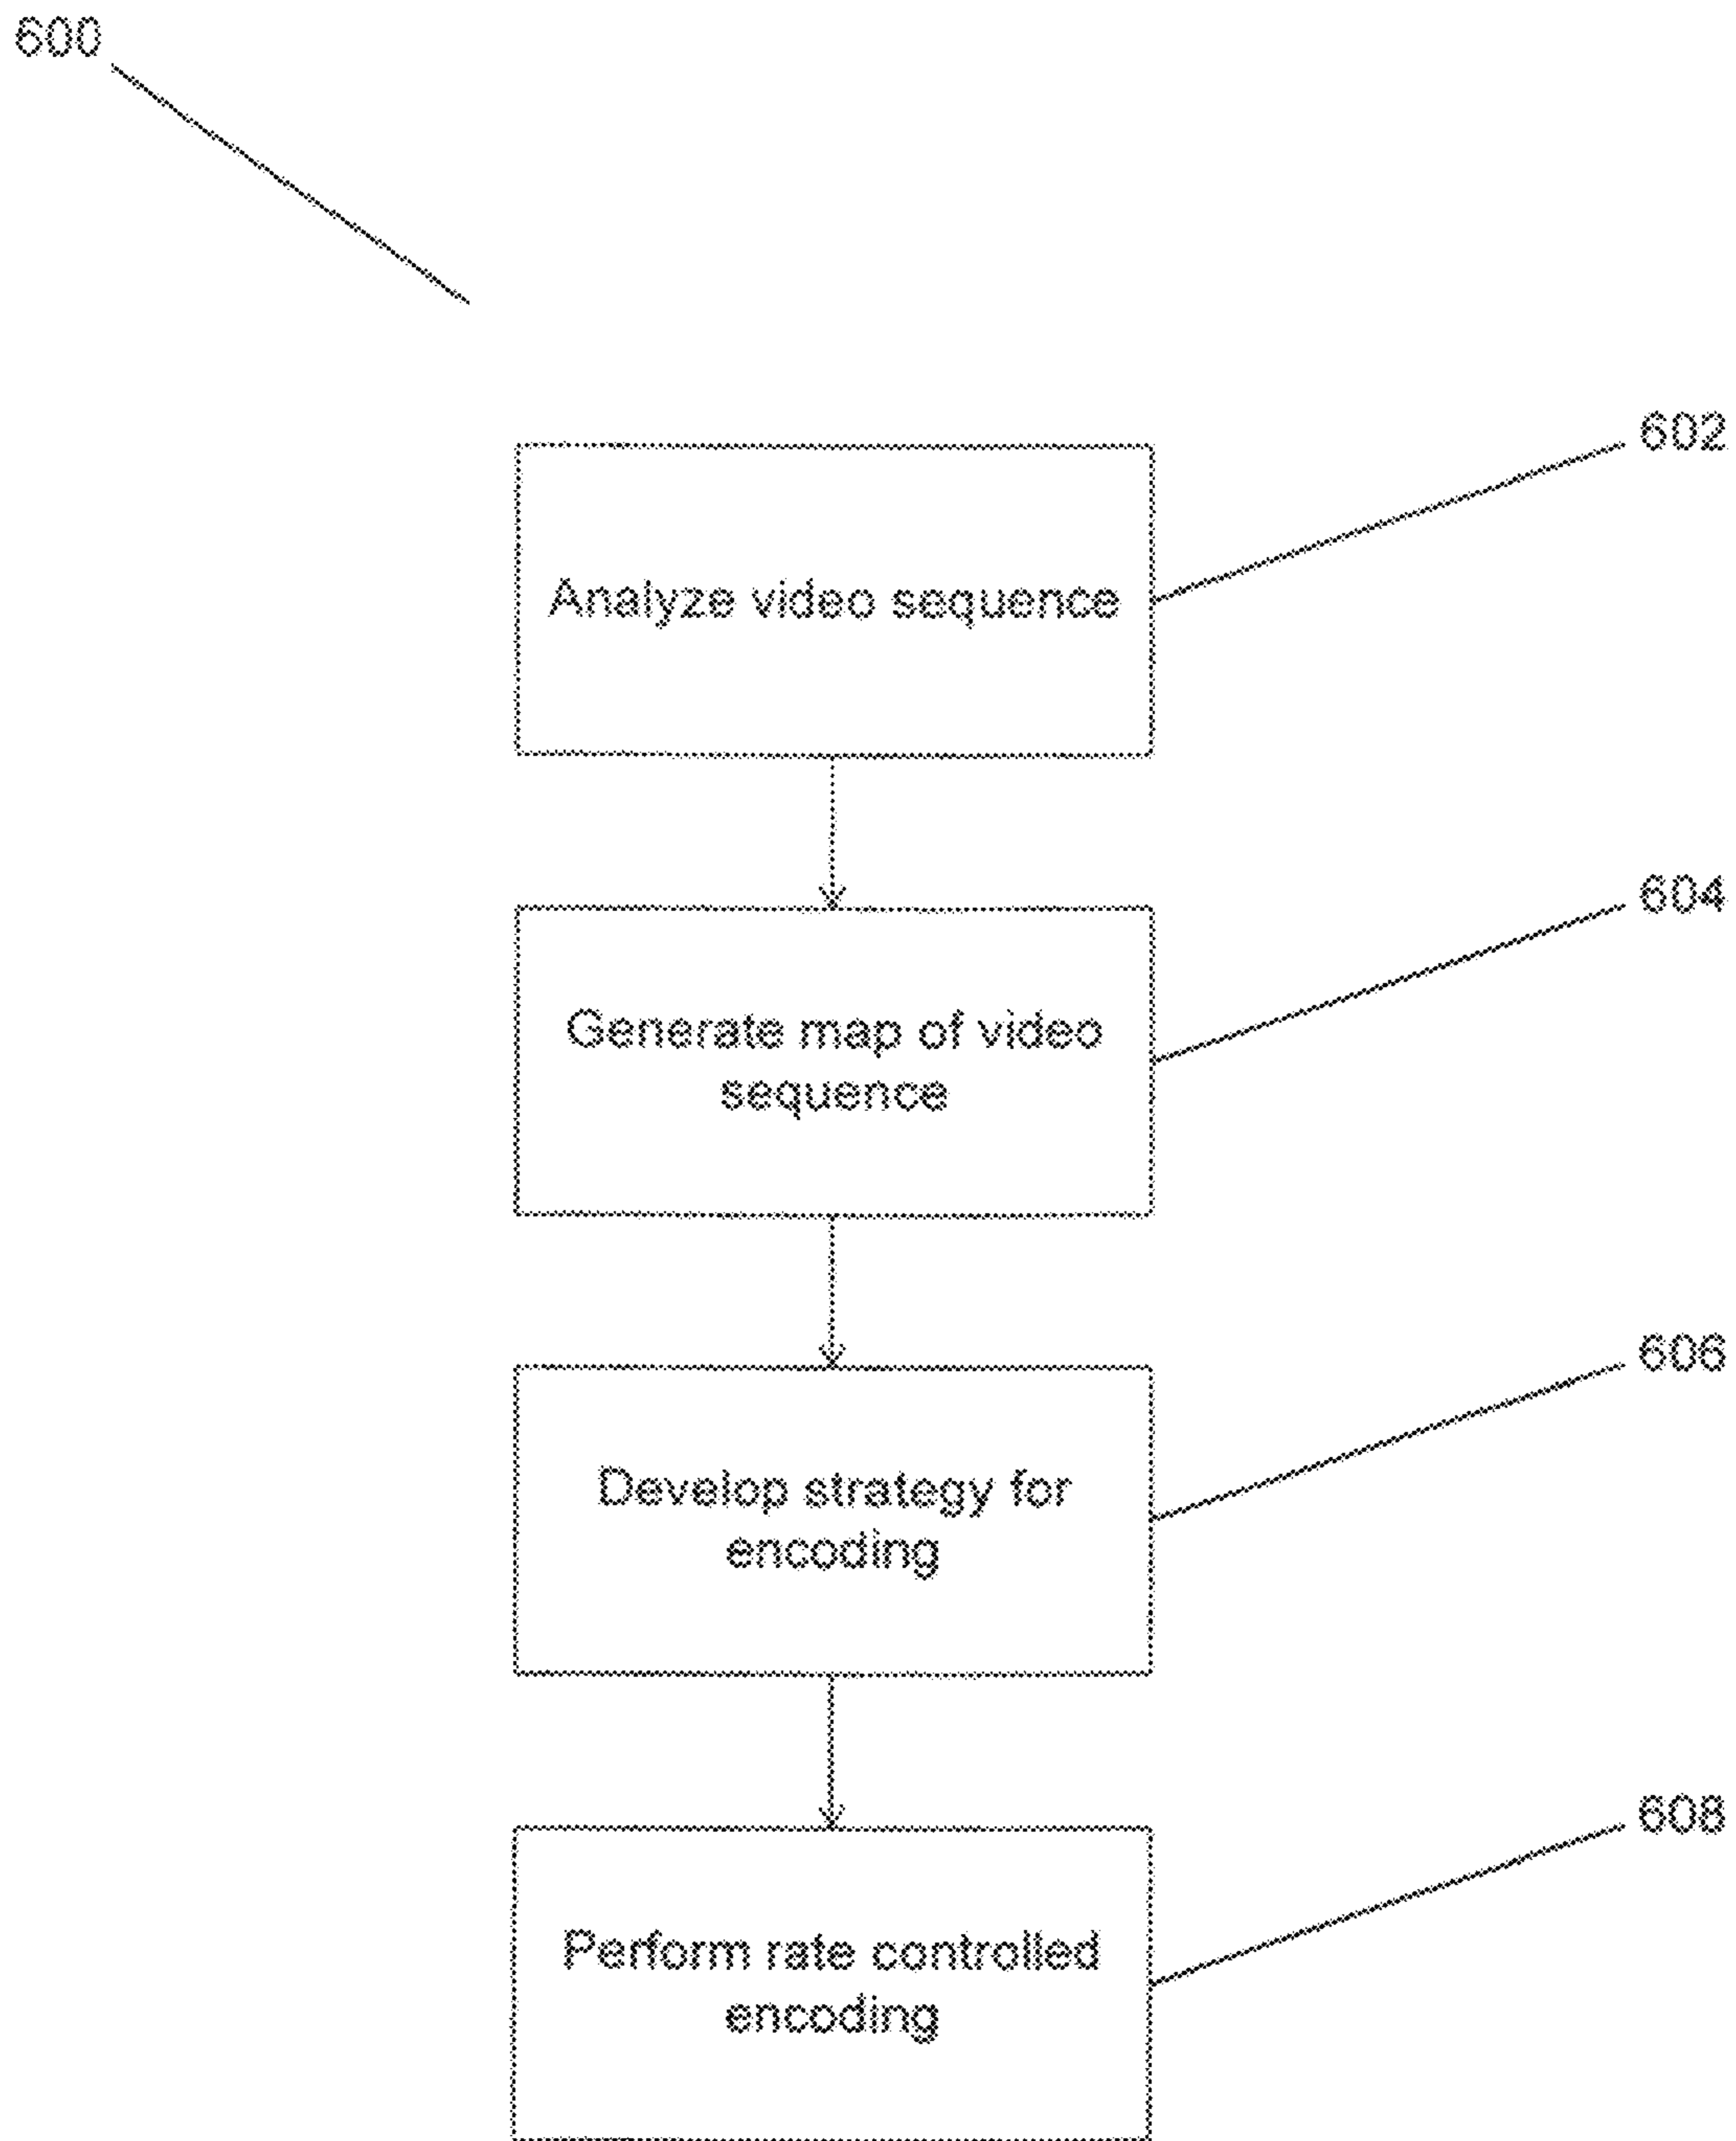 600
602
Analyze video sequence
604
Generate map of video
sequence
606
Develop strategy for
encoding
608
Perform rate controlled
encoding